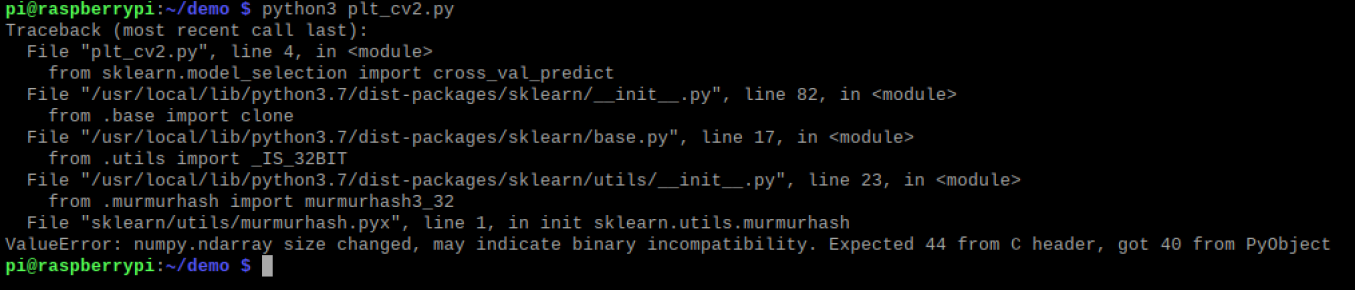 pi@raspberrypi:~/demo $ python3 plt_cv2.py
Traceback (most recent call last):
  File "plt_cv2.py", line 4, in <module>
    from sklearn.model_selection import cross_val_predict
  File "/usr/local/lib/python3.7/dist-packages/sklearn/__init__.py", line 82, in <module>
    from .base import clone
  File "/usr/local/lib/python3.7/dist-packages/sklearn/base.py", line 17, in <module>
    from .utils import _IS_32BIT
  File "/usr/local/lib/python3.7/dist-packages/sklearn/utils/__init__.py", line 23, in <module>
    from .murmurhash import murmurhash3_32
  File "sklearn/utils/murmurhash.pyx", line 1, in init sklearn.utils.murmurhash
ValueError: numpy.ndarray size changed, may indicate binary incompatibility. Expected 44 from C header, got 40 from PyObject
pi@raspberrypi:~/demo $